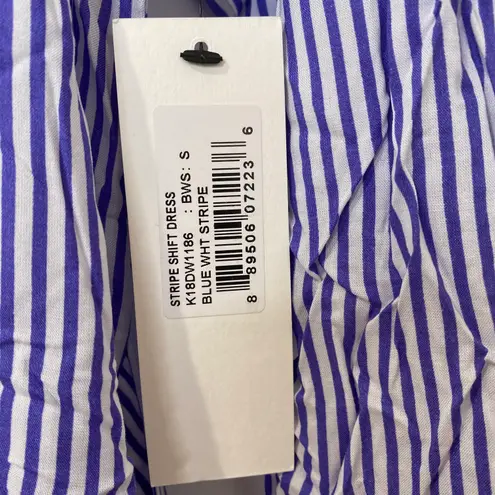 STRIPE SHIFT DRESS
K18DW1186 : BWS: S
BLUE WHT STRIPE
8 89506 07223 6